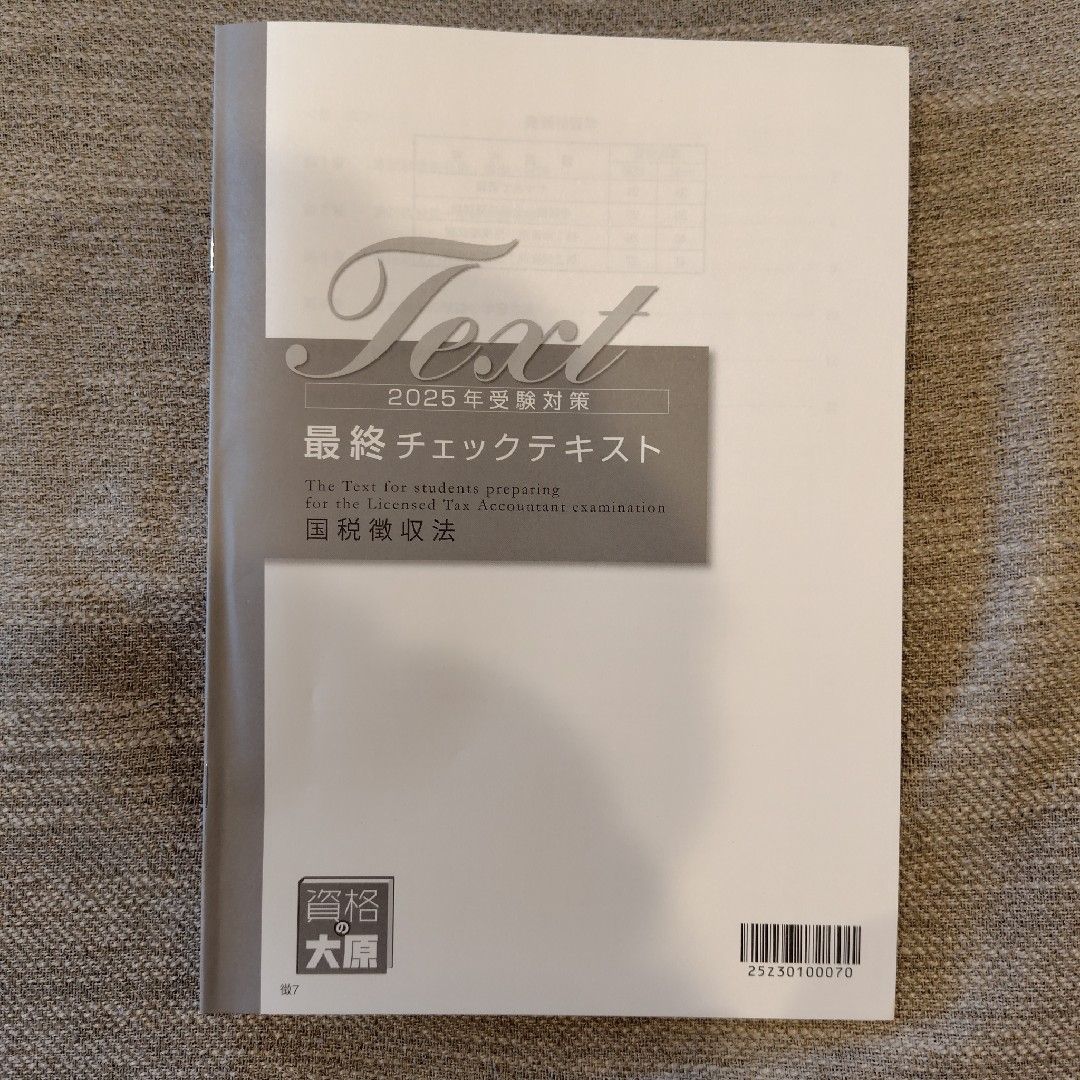 Text
2025年受験対策
最終チェックテキスト
The Text for students preparing
for the Licensed Tax Accountant examination
国税徴収法
資格
の
大原
25Z30100070
徴7